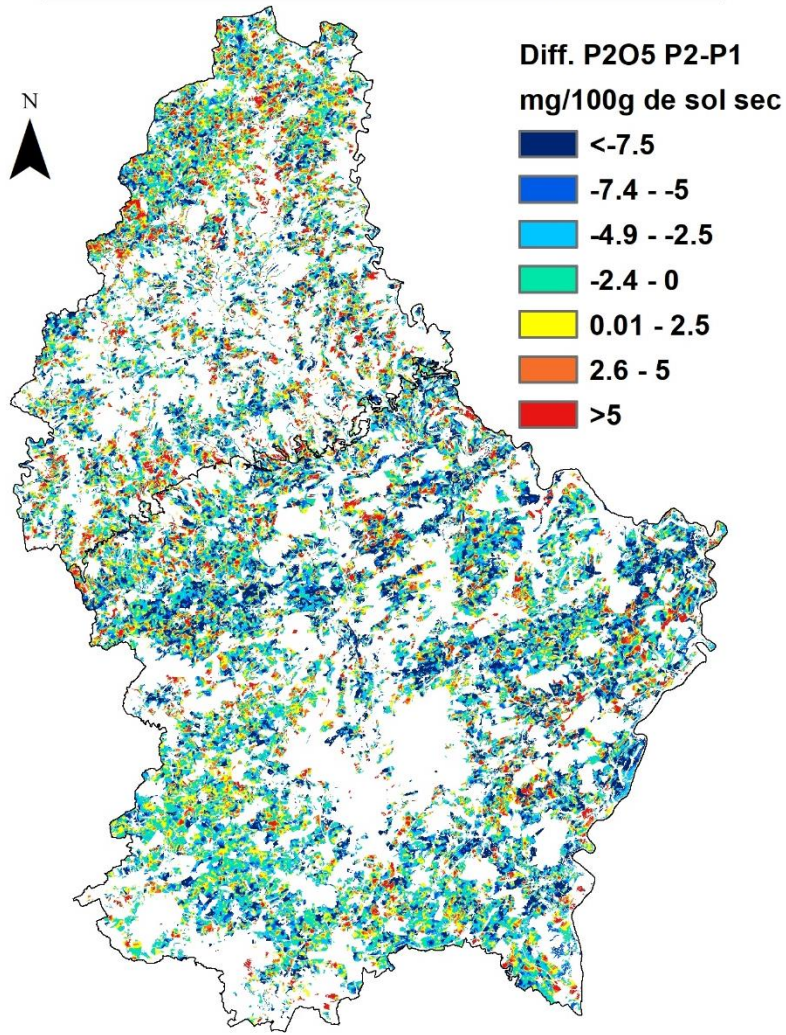 Diff. P2O5 P2-P1
mg/100g de sol sec
<-7.5
-7.4 - -5
-4.9 - -2.5
-2.4 - 0
0.01 - 2.5
2.6 - 5
>5
N